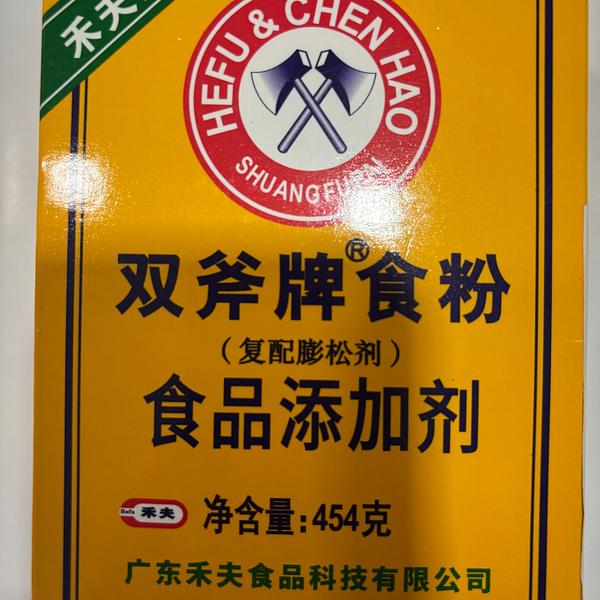 禾夫
HEFU & CHEN HAO
双斧牌®食粉
（复配膨松剂）
食品添加剂
Hefu 禾夫
净含量：454克
广东禾夫食品科技有限公司